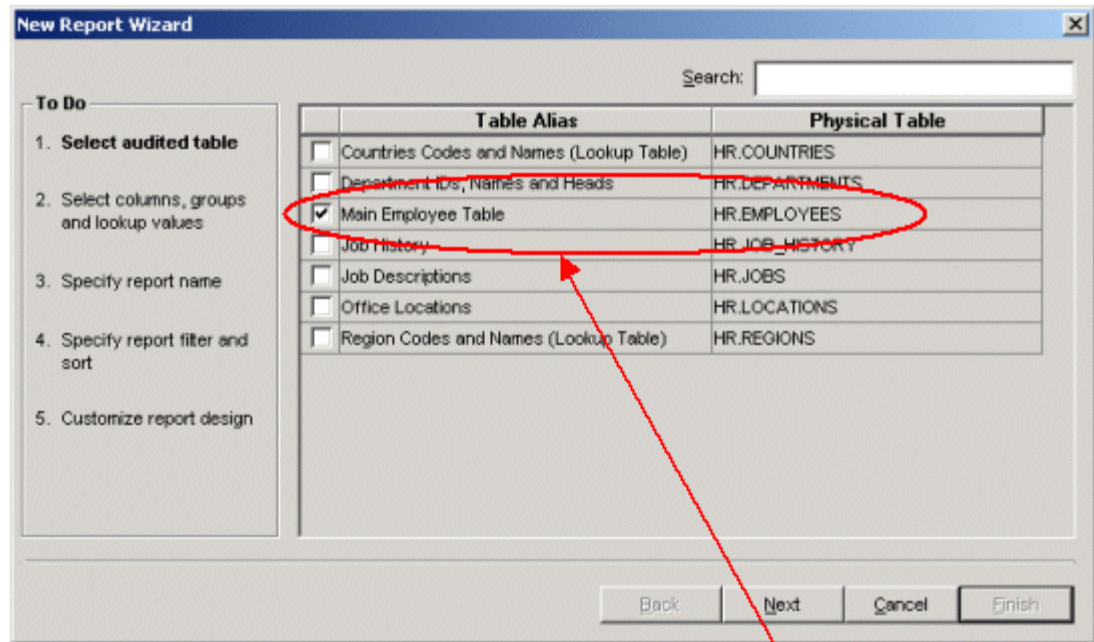 New Report Wizard
Search:
To Do
1. Select audited table
2. Select columns, groups
and lookup values
3. Specify report name
4. Specify report filter and
sort
5. Customize report design
Table Alias Physical Table
Countries Codes and Names (Lookup Table) HR.COUNTRIES
Department IDs, Names and Heads HR.DEPARTMENTS
Main Employee Table HR.EMPLOYEES
Job History HR.JOB_HISTORY
Job Descriptions HR.JOBS
Office Locations HR.LOCATIONS
Region Codes and Names (Lookup Table) HR.REGIONS
Back Next Cancel Finish